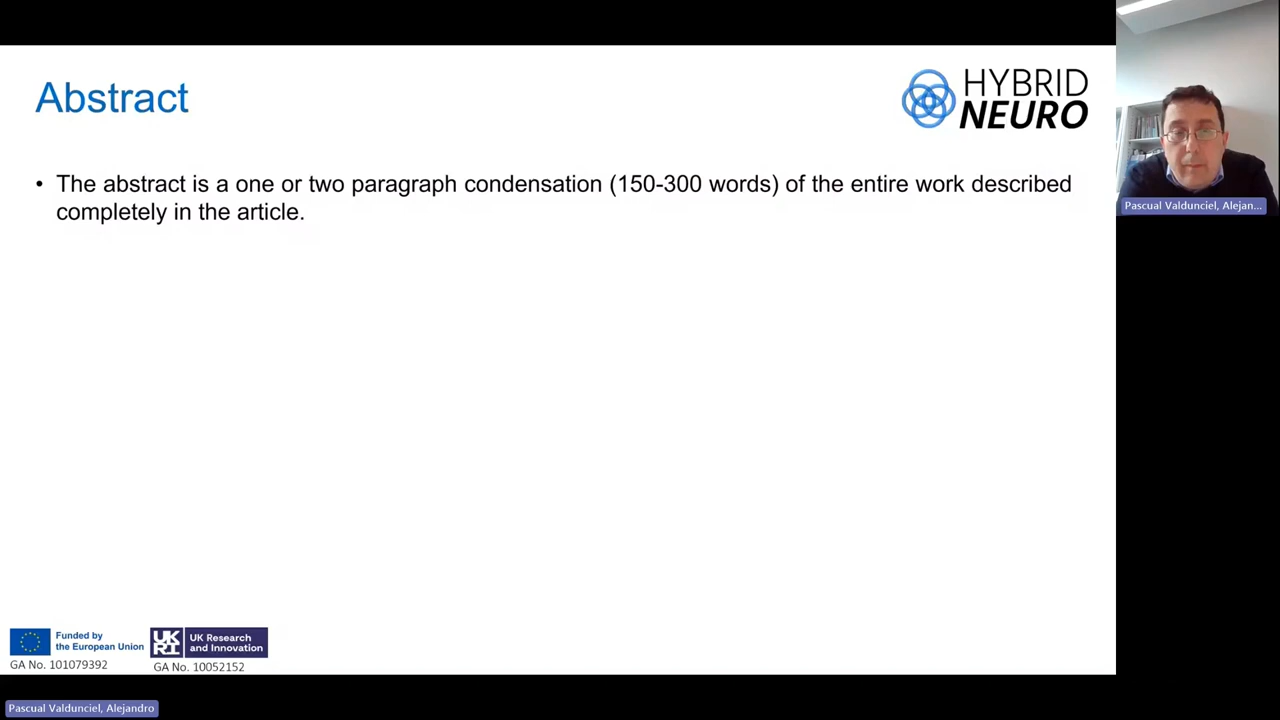 Abstract
HYBRID
NEURO
• The abstract is a one or two paragraph condensation (150-300 words) of the entire work described
completely in the article.
Pascual Valdunciel, Alejan...
Funded by
the European Union
GA No. 101079392
UK
RI
UK Research
and Innovation
GA No. 10052152
Pascual Valdunciel, Alejandro